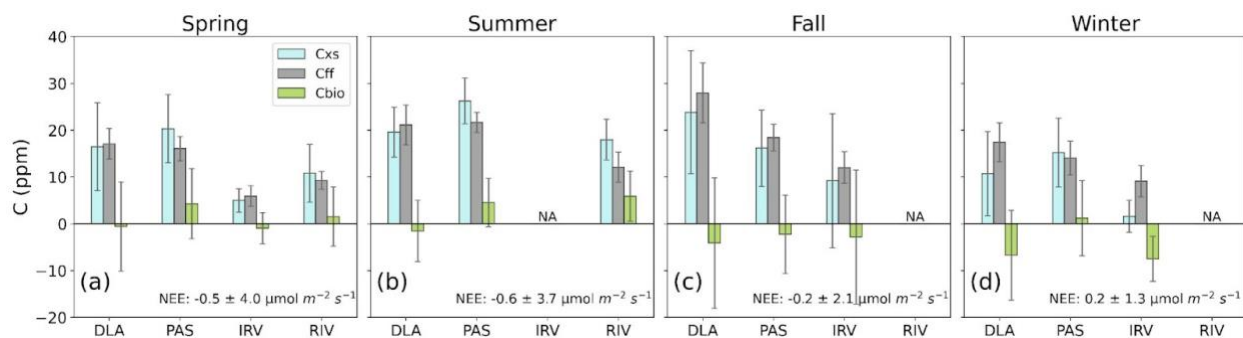 Spring
Summer
Fall
Winter
C (ppm)
40
30
20
10
0
−10
−20
Cxs
Cff
Cbio
(a)
NEE: -0.5 ± 4.0 μmol m⁻² s⁻¹
DLA PAS IRV RIV
NA
(b)
NEE: -0.6 ± 3.7 μmol m⁻² s⁻¹
DLA PAS IRV RIV
NA
(c)
NEE: -0.2 ± 2.1 μmol m⁻² s⁻¹
DLA PAS IRV RIV
NA
(d)
NEE: 0.2 ± 1.3 μmol m⁻² s⁻¹
DLA PAS IRV RIV